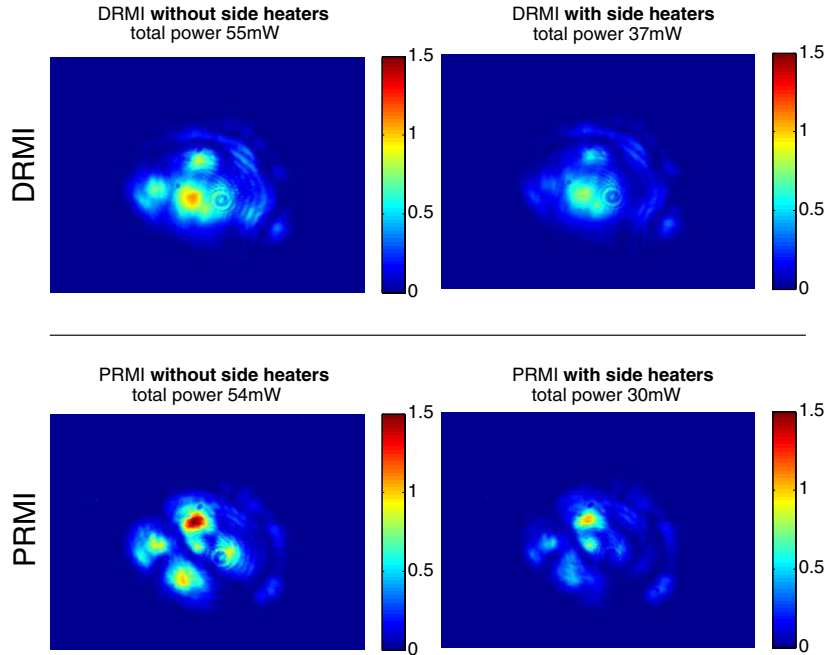 DRMI without side heaters
total power 55mW
DRMI with side heaters
total power 37mW
DRMI
1.5
1
0.5
0
1.5
1
0.5
0
PRMI without side heaters
total power 54mW
PRMI with side heaters
total power 30mW
PRMI
1.5
1
0.5
0
1.5
1
0.5
0